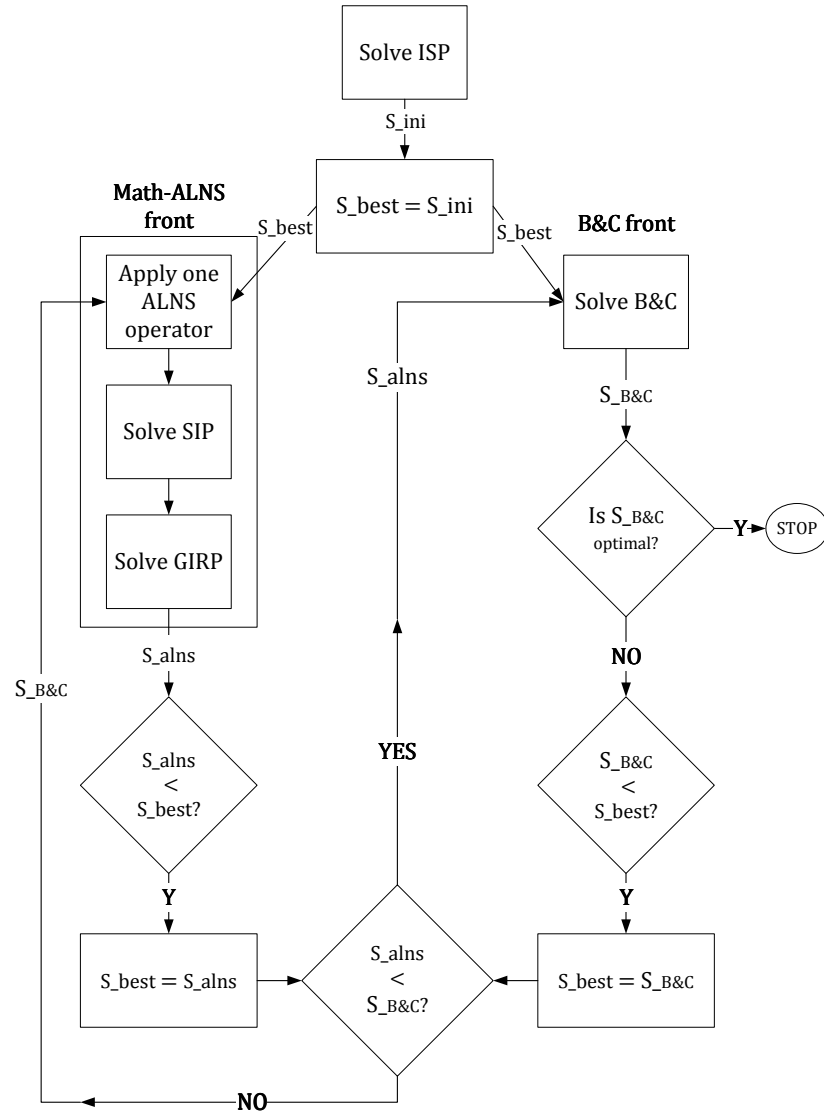 Solve ISP
S_ini
S_best = S_ini
Math-ALNS
front
S_best
S_best
B&C front
Apply one
ALNS
operator
Solve B&C
S_alns
S_B&C
Solve SIP
Is S_B&C
optimal?
Y
STOP
Solve GIRP
S_alns
NO
S_B&C
YES
S_alns
<
S_best?
S_B&C
<
S_best?
Y
Y
S_best = S_alns
S_alns
<
S_B&C?
S_best = S_B&C
NO